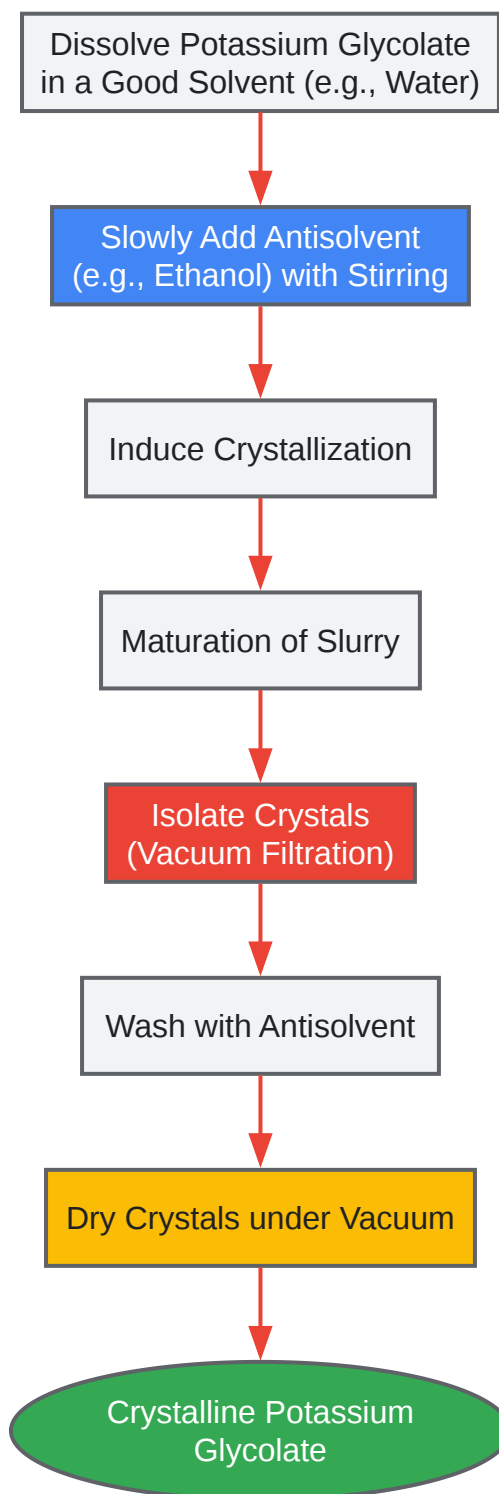 Dissolve Potassium Glycolate
in a Good Solvent (e.g., Water)
Slowly Add Antisolvent
(e.g., Ethanol) with Stirring
Induce Crystallization
Maturation of Slurry
Isolate Crystals
(Vacuum Filtration)
Wash with Antisolvent
Dry Crystals under Vacuum
Crystalline Potassium
Glycolate